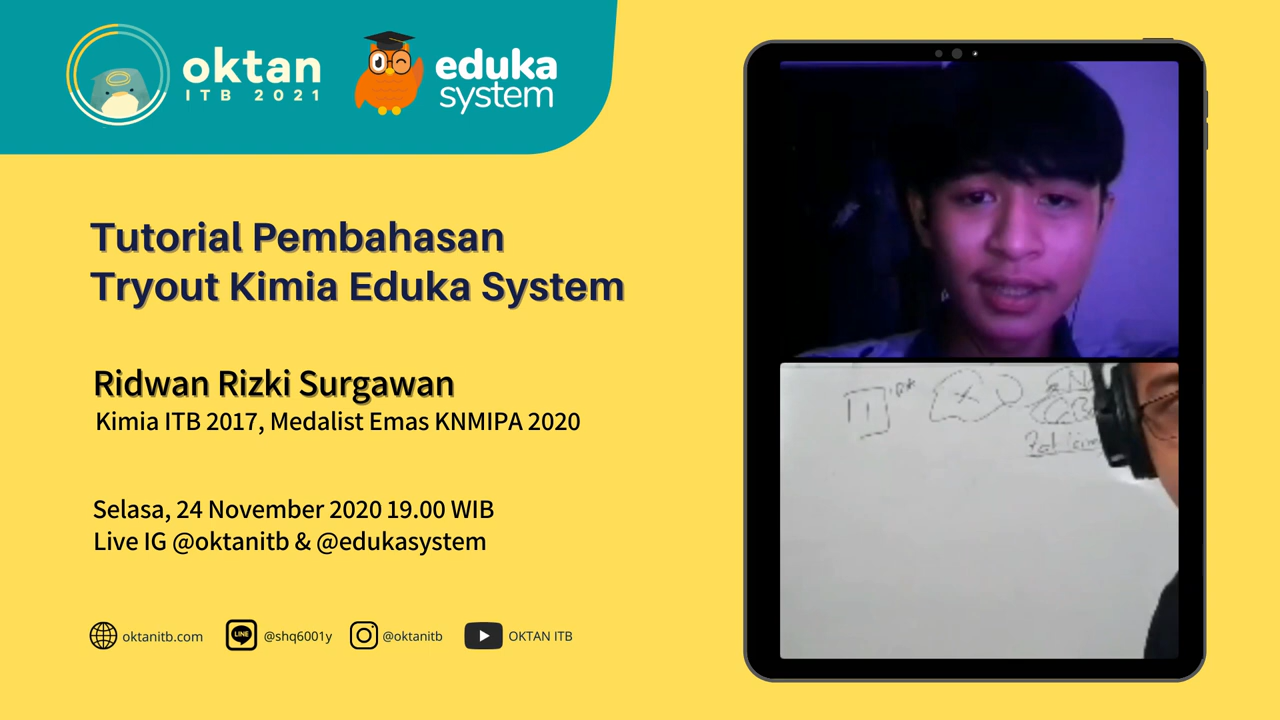 oktan
ITB 2021
eduka
system
Tutorial Pembahasan
Tryout Kimia Eduka System
Ridwan Rizki Surgawan
Kimia ITB 2017, Medalist Emas KNMIPA 2020
Selasa, 24 November 2020 19.00 WIB
Live IG @oktanitb & @edukasystem
oktanitb.com
LINE
@shq6001y
@oktanitb
OKTAN ITB